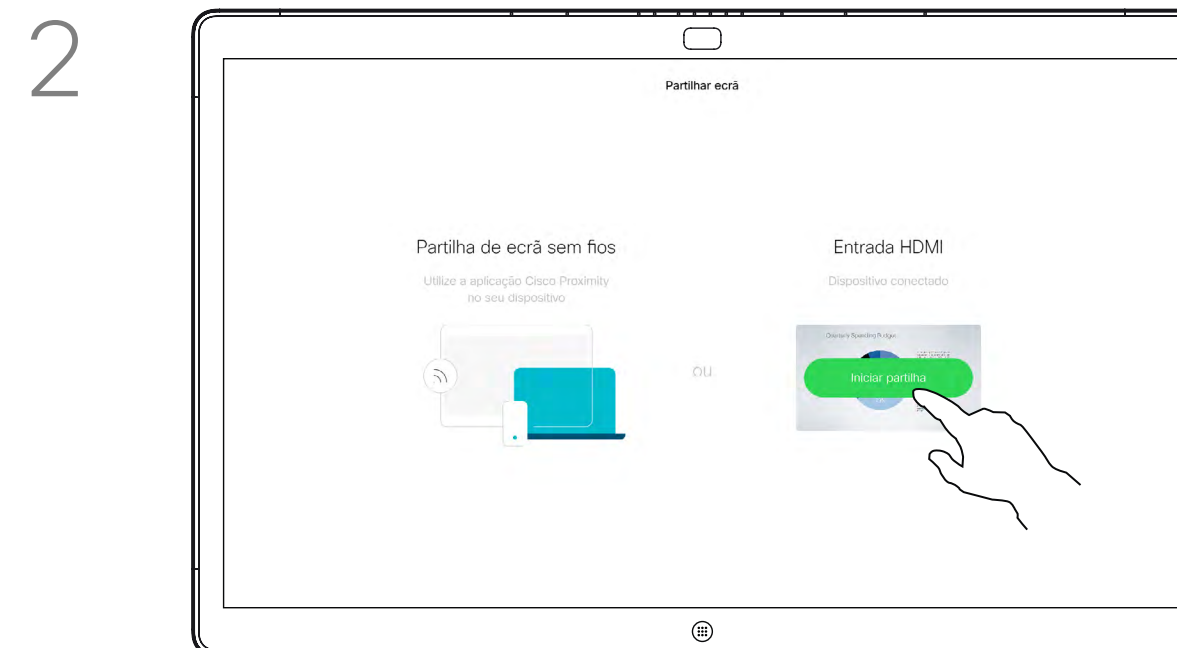 2
Partilhar ecrã
Partilha de ecrã sem fios
Utilize a aplicação Cisco Proximity
no seu dispositivo
ou
Entrada HDMI
Dispositivo conectado
Iniciar partilha